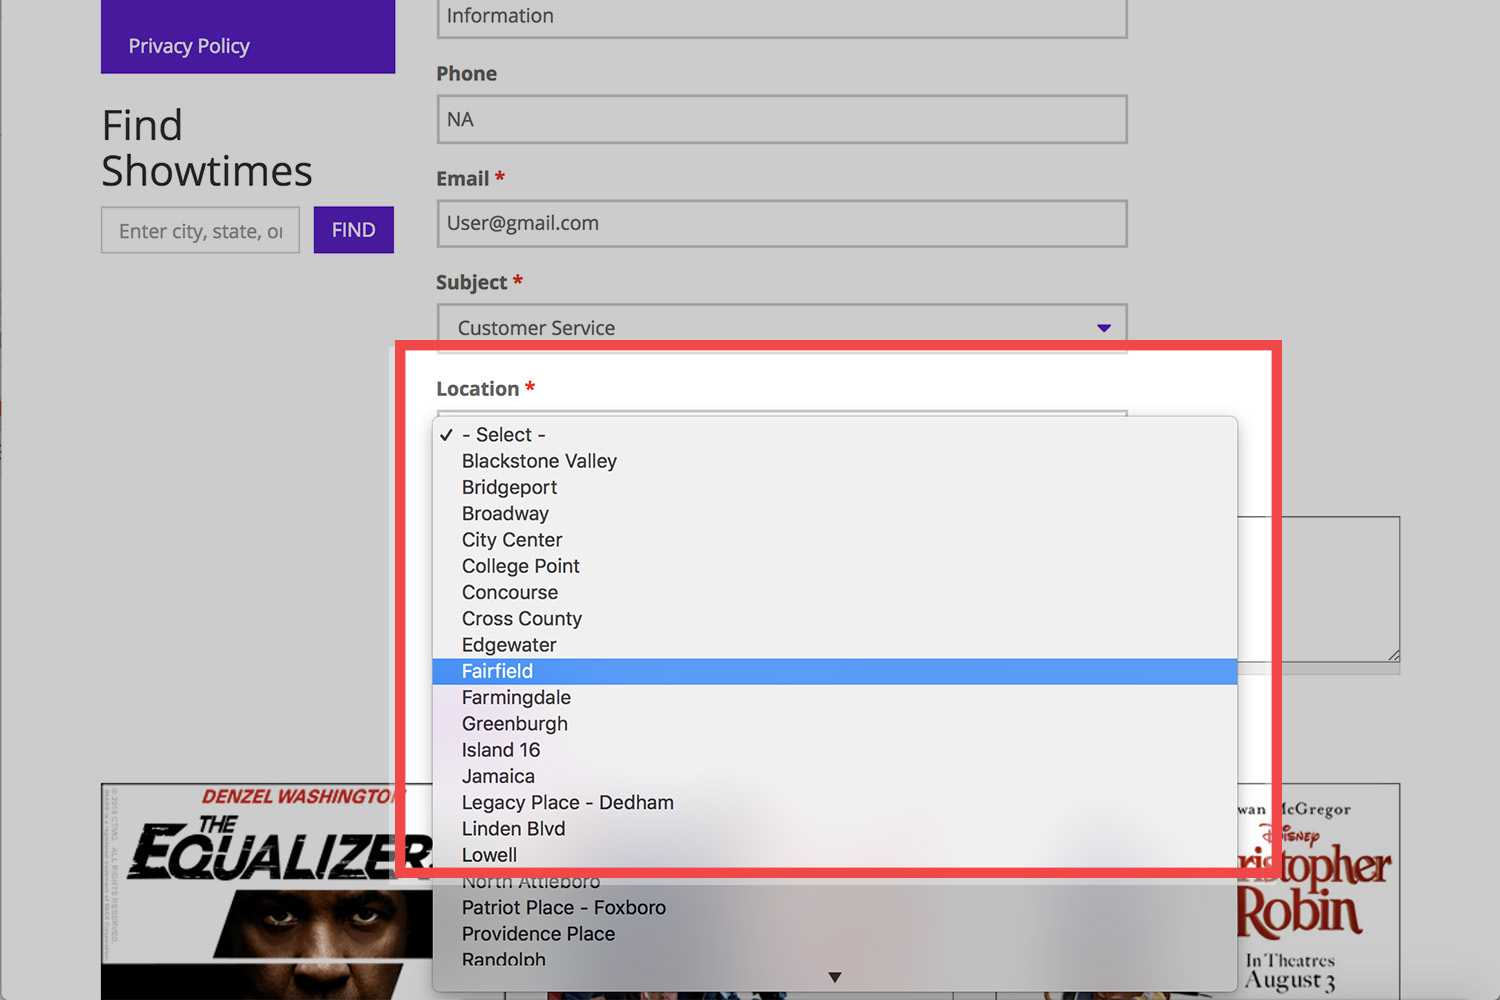 Privacy Policy
Find
Showtimes
Enter city, state, or
FIND
Information
Phone
NA
Email *
User@gmail.com
Subject *
Customer Service
Location *
✓ - Select -
Blackstone Valley
Bridgeport
Broadway
City Center
College Point
Concourse
Cross County
Edgewater
Fairfield
Farmingdale
Greenburgh
Island 16
Jamaica
Legacy Place - Dedham
Linden Blvd
Lowell
North Attleboro
Patriot Place - Foxboro
Providence Place
Randolph
DENZEL WASHINGTON
THE
EQUALIZER
wan McGregor
Disney
ristopher
Robin
In Theatres
August 3